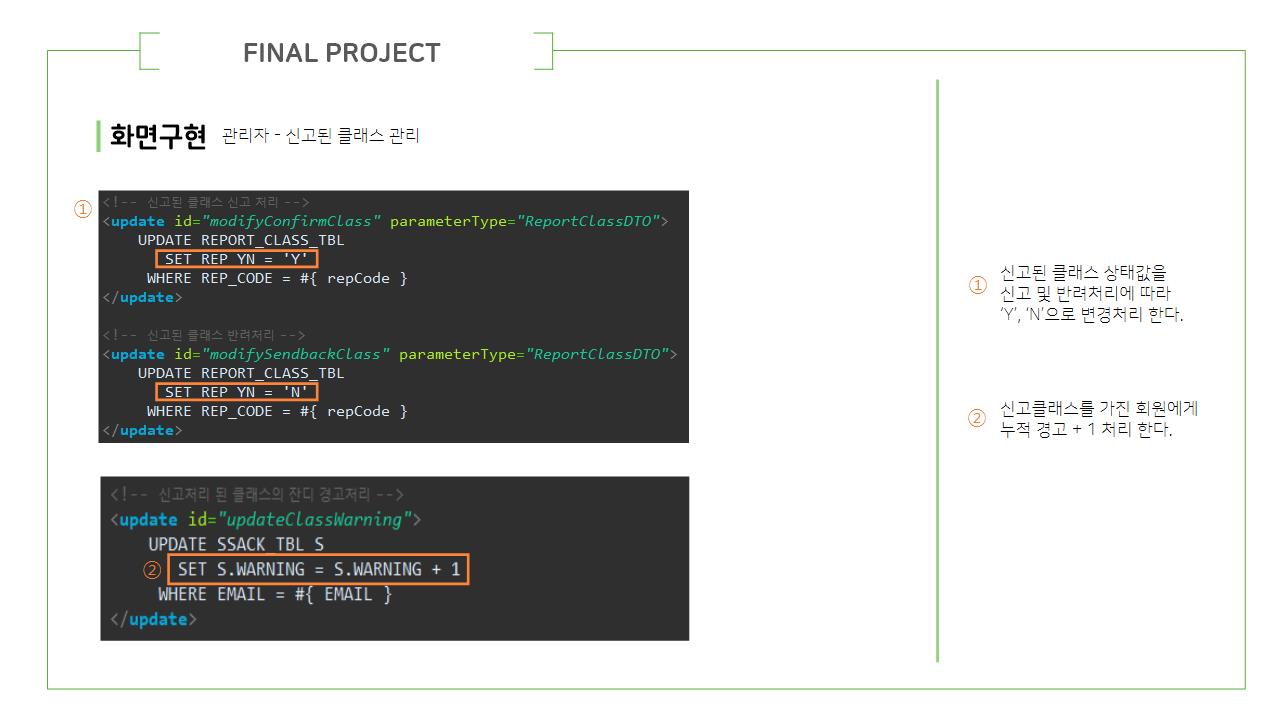 FINAL PROJECT
화면구현 관리자 - 신고된 클래스 관리
①
<!-- 신고된 클래스 신고 처리 -->
<update id="modifyConfirmClass" parameterType="ReportClassDTO">
UPDATE REPORT_CLASS_TBL
SET REP_YN = 'Y'
WHERE REP_CODE = #{ repCode }
</update>
<!-- 신고된 클래스 반려처리 -->
<update id="modifySendbackClass" parameterType="ReportClassDTO">
UPDATE REPORT_CLASS_TBL
SET REP_YN = 'N'
WHERE REP_CODE = #{ repCode }
</update>
<!-- 신고처리 된 클래스의 잔디 경고처리 -->
<update id="updateClassWarning">
UPDATE SSACK_TBL S
② SET S.WARNING = S.WARNING + 1
WHERE EMAIL = #{ EMAIL }
</update>
① 신고된 클래스 상태값을
신고 및 반려처리에 따라
‘Y’, ‘N’으로 변경처리 한다.
② 신고클래스를 가진 회원에게
누적 경고 + 1 처리 한다.